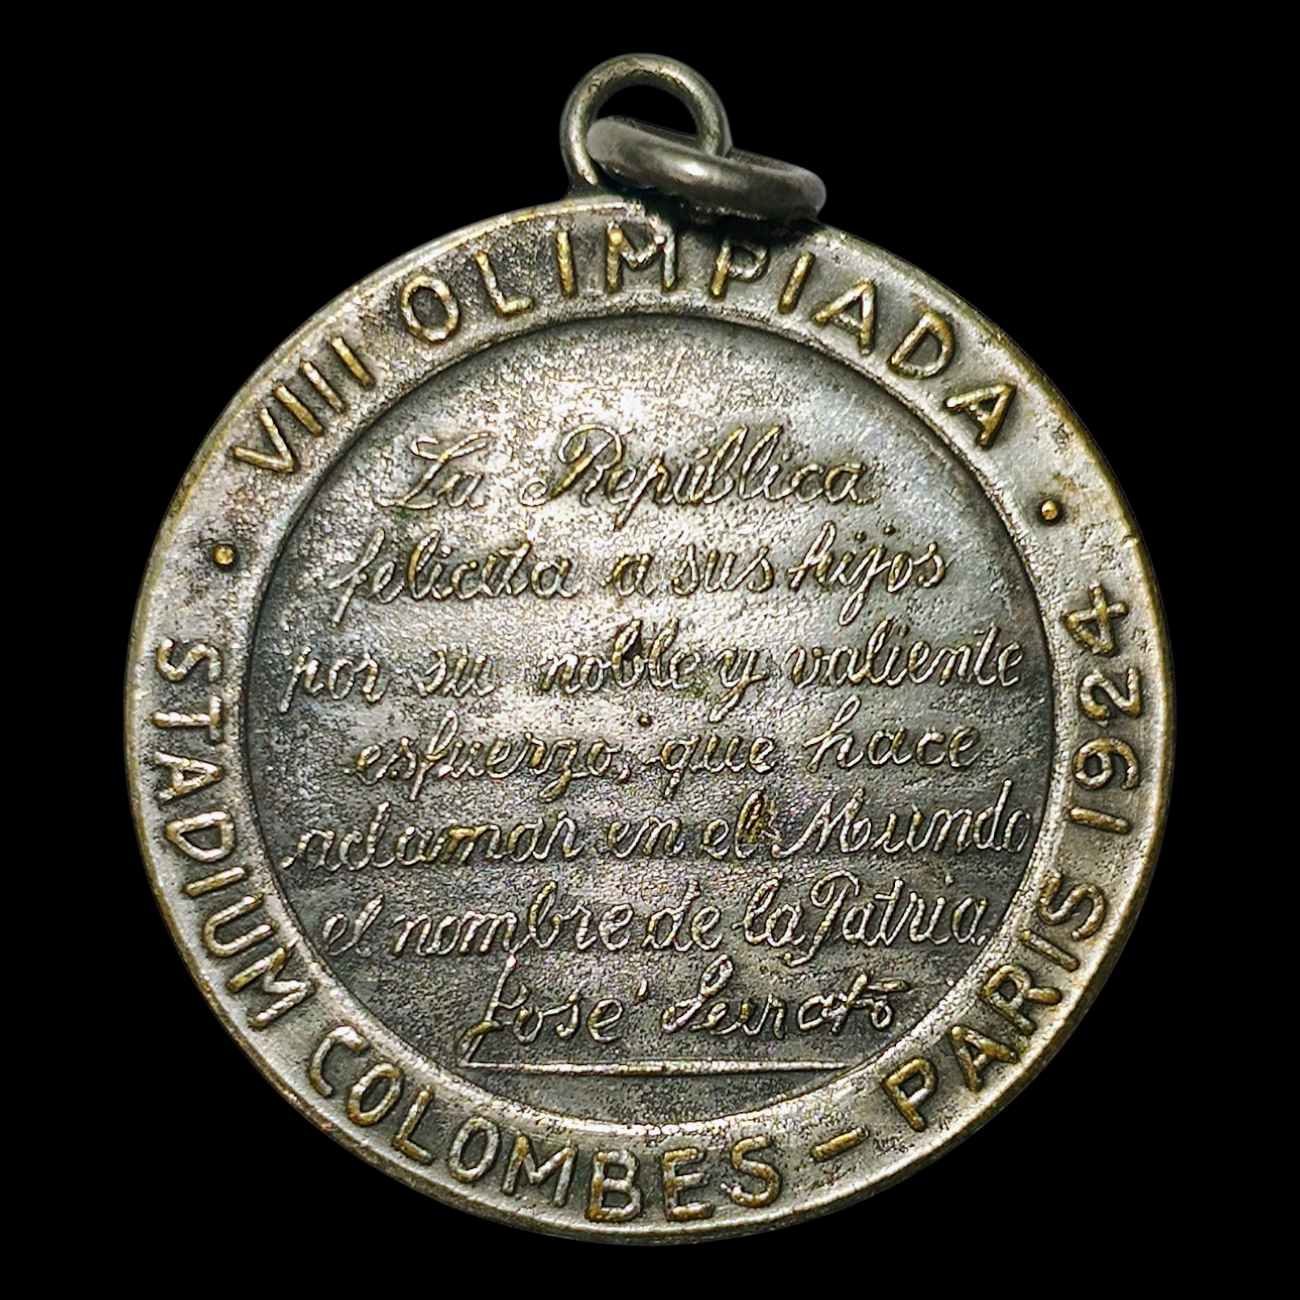 VIII OLIMPIADA
La República
felicita a sus hijos
por su noble y valiente
esfuerzo, que hace
aclamar en el Mundo
el nombre de la Patria
José Serrato
STADIUM COLOMBES - PARIS 1924